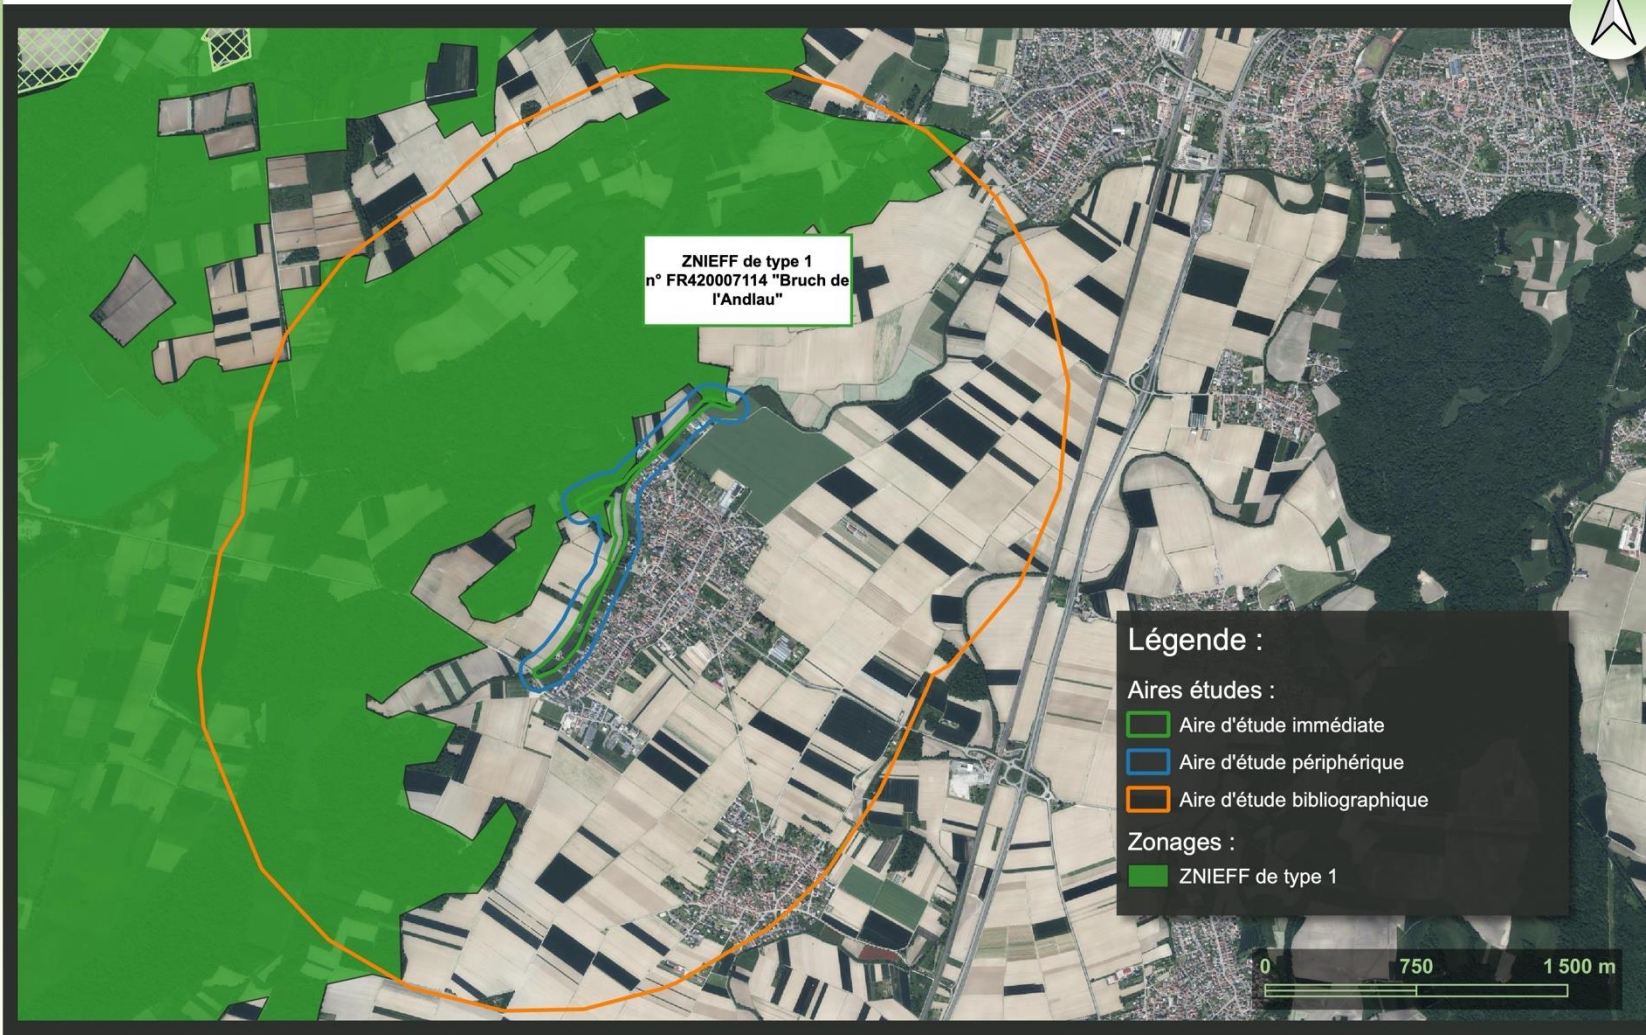 ZNIEFF de type 1
n° FR420007114 "Bruch de
l'Andlau"
Légende :
Aires études :
Aire d'étude immédiate
Aire d'étude périphérique
Aire d'étude bibliographique
Zonages :
ZNIEFF de type 1
0 750 1 500 m